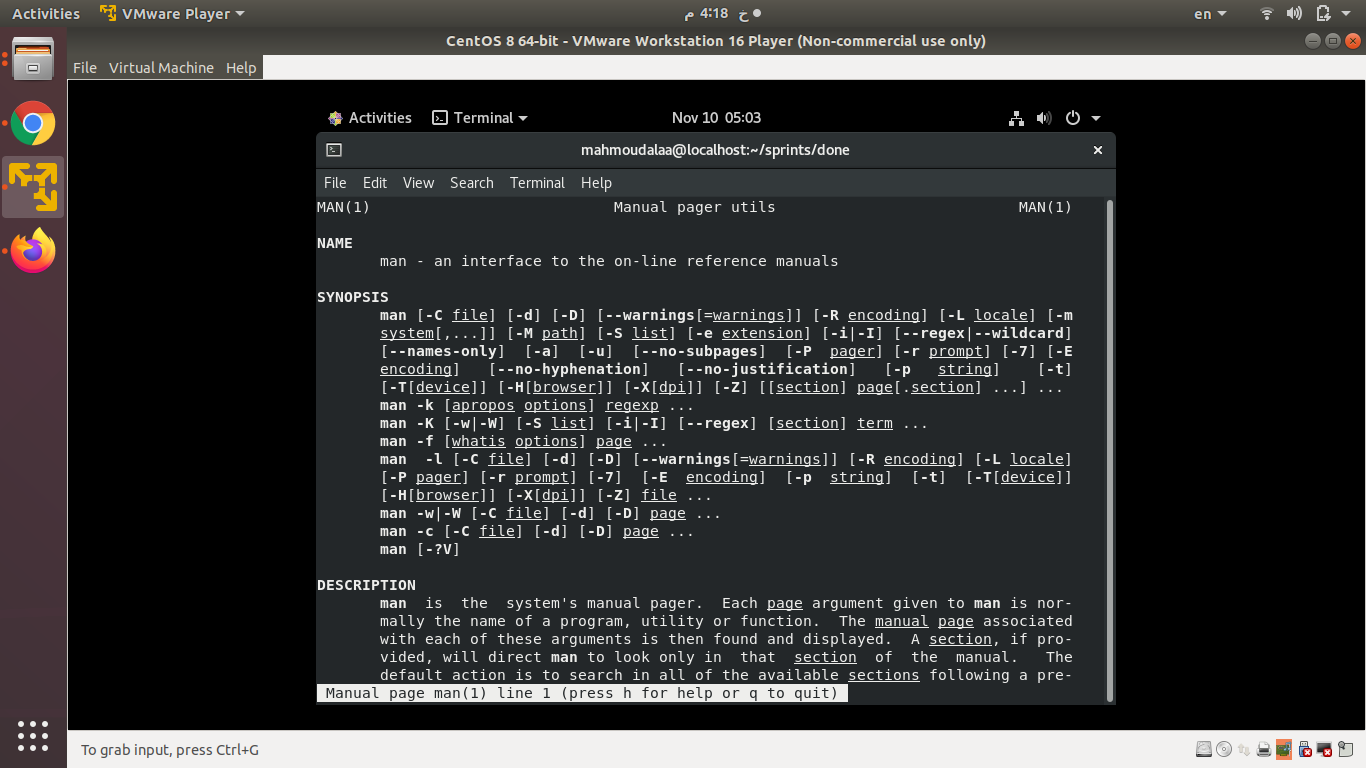 Activities VMware Player خ 4:18 م en
CentOS 8 64-bit - VMware Workstation 16 Player (Non-commercial use only)
File Virtual Machine Help
Activities Terminal Nov 10 05:03
mahmoudalaa@localhost:~/sprints/done
File Edit View Search Terminal Help
MAN(1) Manual pager utils MAN(1)
NAME
man - an interface to the on-line reference manuals
SYNOPSIS
man [-C file] [-d] [-D] [--warnings[=warnings]] [-R encoding] [-L locale] [-m
system[,...]] [-M path] [-S list] [-e extension] [-i|-I] [--regex|--wildcard]
[--names-only] [-a] [-u] [--no-subpages] [-P pager] [-r prompt] [-7] [-E
encoding] [--no-hyphenation] [--no-justification] [-p string] [-t]
[-T[device]] [-H[browser]] [-X[dpi]] [-Z] [[section] page[.section] ...] ...
man -k [apropos options] regexp ...
man -K [-w|-W] [-S list] [-i|-I] [--regex] [section] term ...
man -f [whatis options] page ...
man -l [-C file] [-d] [-D] [--warnings[=warnings]] [-R encoding] [-L locale]
[-P pager] [-r prompt] [-7] [-E encoding] [-p string] [-t] [-T[device]]
[-H[browser]] [-X[dpi]] [-Z] file ...
man -w|-W [-C file] [-d] [-D] page ...
man -c [-C file] [-d] [-D] page ...
man [-?V]
DESCRIPTION
man is the system's manual pager. Each page argument given to man is nor-
mally the name of a program, utility or function. The manual page associated
with each of these arguments is then found and displayed. A section, if pro-
vided, will direct man to look only in that section of the manual. The
default action is to search in all of the available sections following a pre-
Manual page man(1) line 1 (press h for help or q to quit)
To grab input, press Ctrl+G